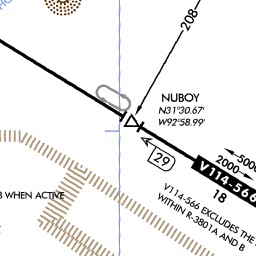 208
NUBOY
N31°30.67'
W92°58.99'
29
V114-566
5000
2000
18
WHEN ACTIVE
V114-566 EXCLUDES THE
WITHIN R-3801A AND B